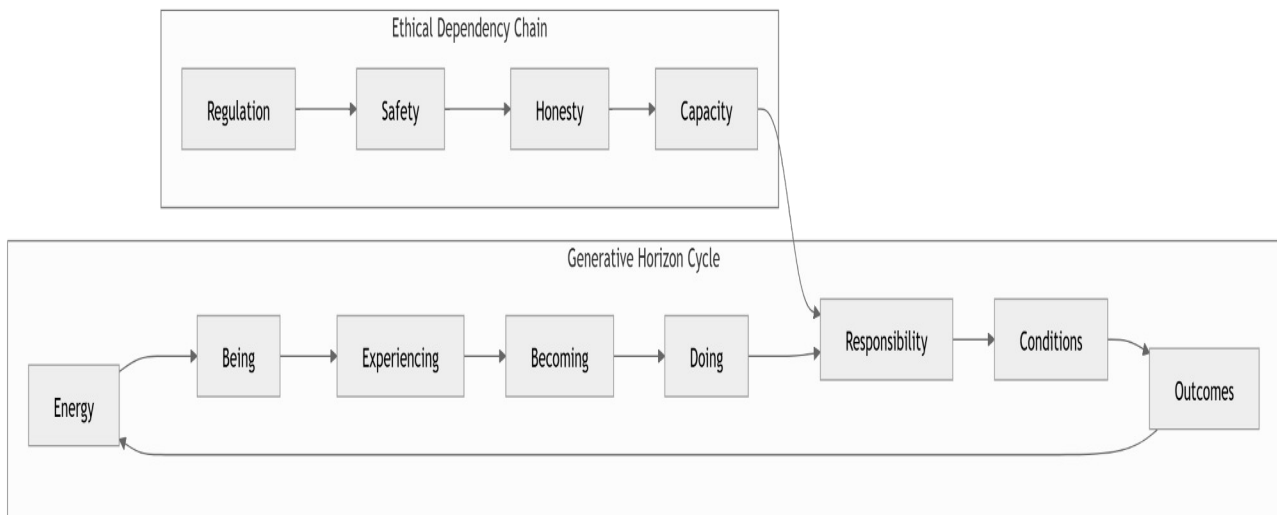 Ethical Dependency Chain
Regulation
Safety
Honesty
Capacity
Generative Horizon Cycle
Energy
Being
Experiencing
Becoming
Doing
Responsibility
Conditions
Outcomes